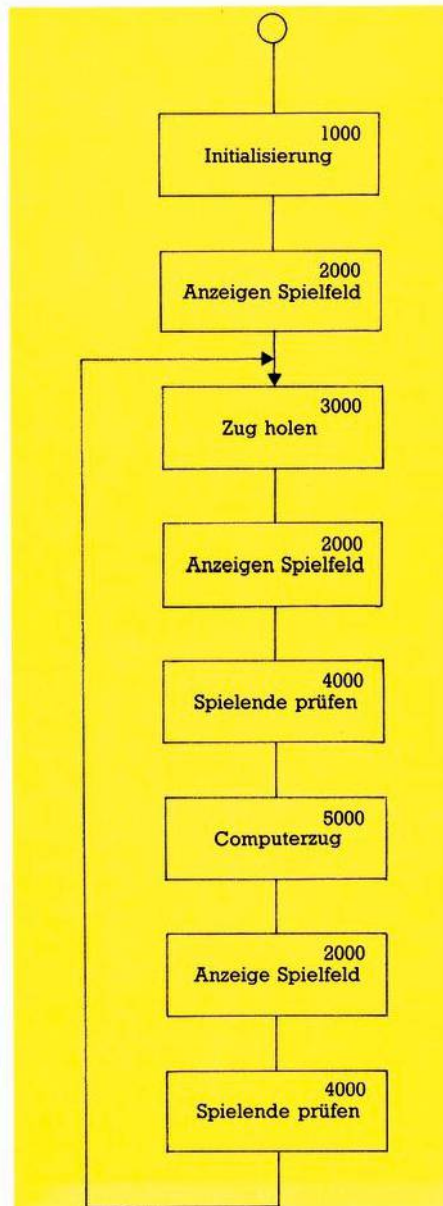 1000
Initialisierung
2000
Anzeigen Spielfeld
3000
Zug holen
2000
Anzeigen Spielfeld
4000
Spielende prüfen
5000
Computerzug
2000
Anzeige Spielfeld
4000
Spielende prüfen